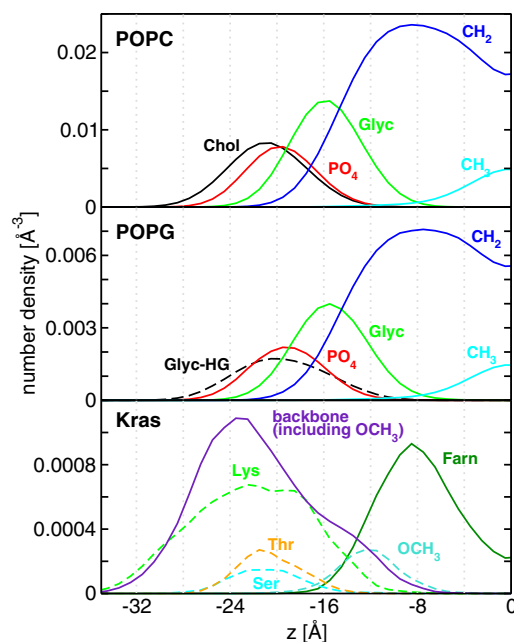 POPC
CH2
0.02
Glyc
0.01
Chol
PO4
CH3
0
POPG
CH2
0.006
number density [Å-3]
0.003
Glyc
Glyc-HG
PO4
CH3
0
Kras
backbone
(including OCH3)
Farn
0.0008
Lys
0.0004
Thr
OCH3
Ser
0
-32 -24 -16 -8 0
z [Å]